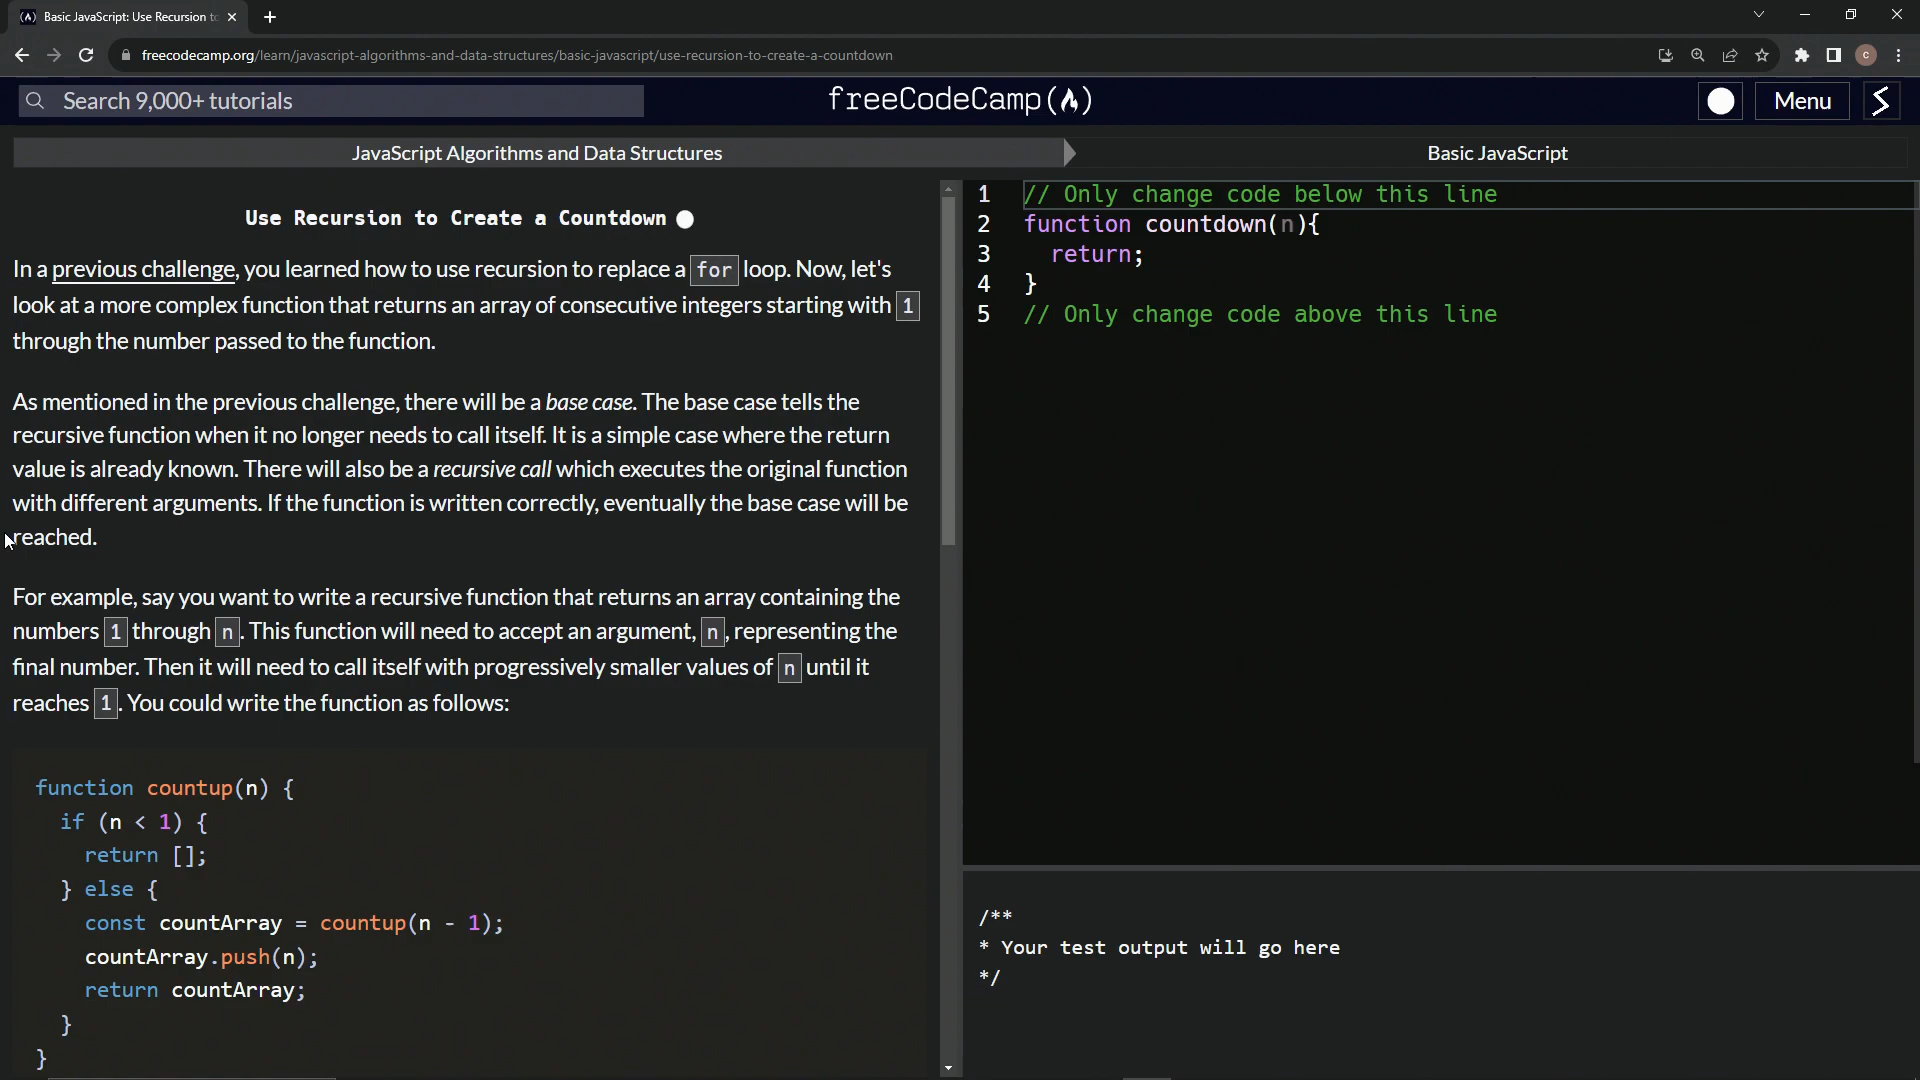 Basic JavaScript: Use Recursion to
freecodecamp.org/learn/javascript-algorithms-and-data-structures/basic-javascript/use-recursion-to-create-a-countdown
C
Search 9,000+ tutorials
freeCodeCamp(🔥)
Menu
JavaScript Algorithms and Data Structures
Basic JavaScript
Use Recursion to Create a Countdown
In a previous challenge, you learned how to use recursion to replace a for loop. Now, let's
look at a more complex function that returns an array of consecutive integers starting with 1
through the number passed to the function.
As mentioned in the previous challenge, there will be a base case. The base case tells the
recursive function when it no longer needs to call itself. It is a simple case where the return
value is already known. There will also be a recursive call which executes the original function
with different arguments. If the function is written correctly, eventually the base case will be
reached.
For example, say you want to write a recursive function that returns an array containing the
numbers 1 through n. This function will need to accept an argument, n, representing the
final number. Then it will need to call itself with progressively smaller values of n until it
reaches 1. You could write the function as follows:
function countup(n) {
if (n < 1) {
return [];
} else {
const countArray = countup(n - 1);
countArray.push(n);
return countArray;
}
}
1 // Only change code below this line
2 function countdown(n){
3 return;
4 }
5 // Only change code above this line
/**
* Your test output will go here
*/